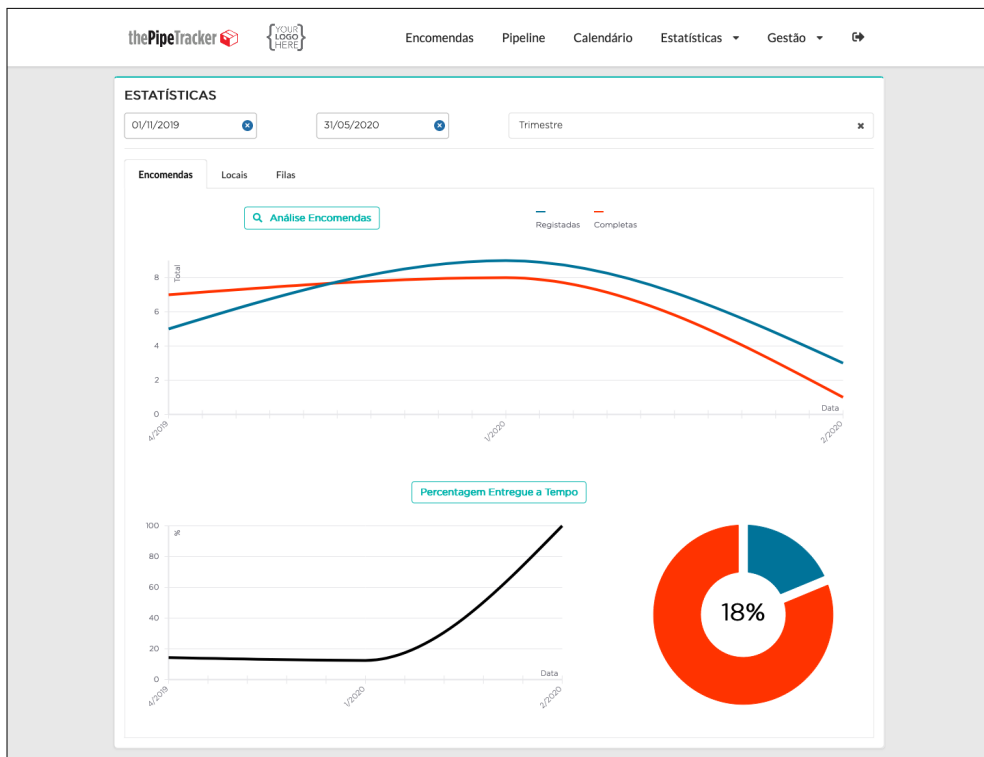 thePipeTracker {YOUR LOGO HERE} Encomendas Pipeline Calendário Estatísticas Gestão
ESTATÍSTICAS
01/11/2019 31/05/2020 Trimestre
Encomendas Locais Filas
Análise Encomendas
Registadas Completas
Total
8
6
4
2
0
Data
4/2019 1/2020 2/2020
Percentagem Entregue a Tempo
100
%
80
60
40
20
0
Data
4/2019 1/2020 2/2020
18%